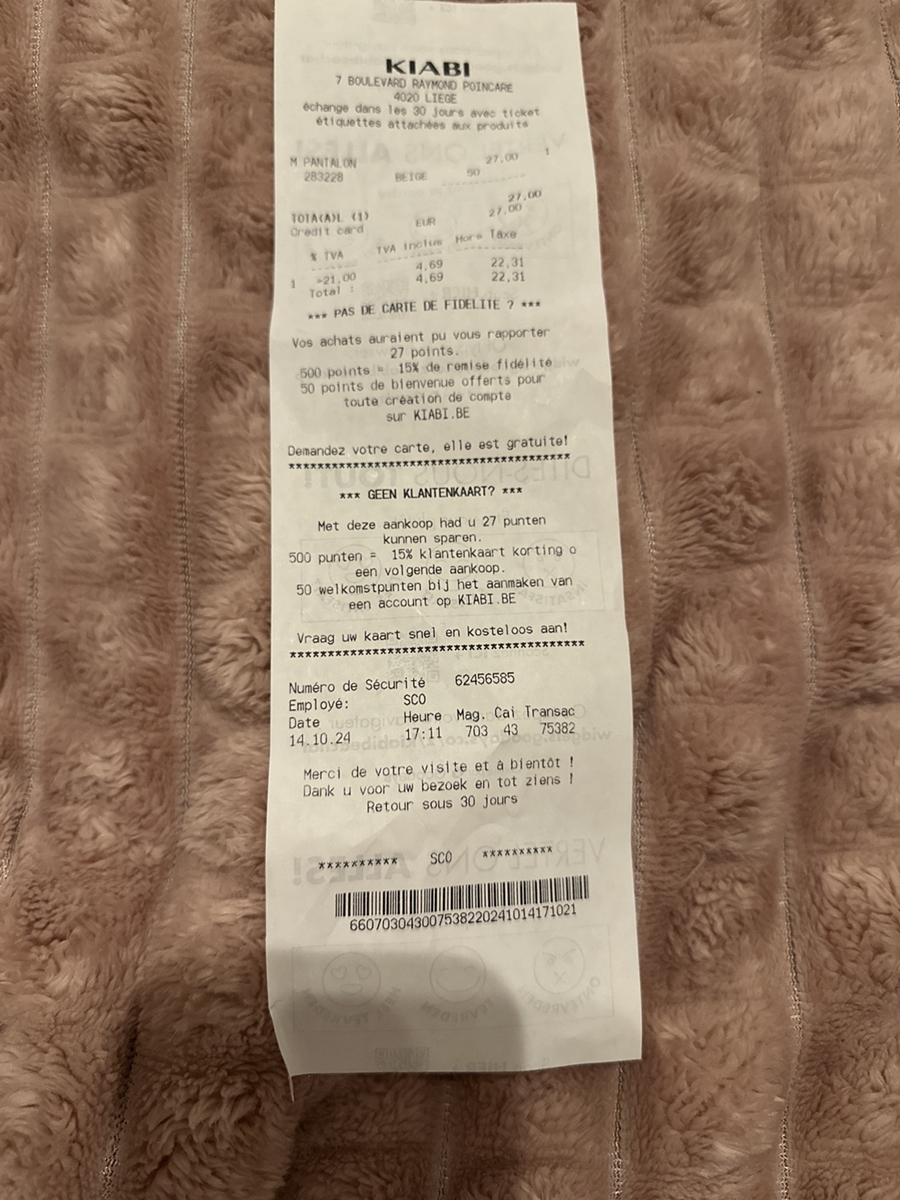 KIABI
7 BOULEVARD RAYMOND POINCARE
4020 LIEGE
échange dans les 30 jours avec ticket
étiquettes attachées aux produits
M PANTALON 27,00 1
283228 BEIGE 50
------------
27,00
TOTA(A)L (1) 27,00
Credit card EUR
% TVA TVA Inclus Hors Taxe
1 >21,00 4,69 22,31
Total : 4,69 22,31
*** PAS DE CARTE DE FIDELITE ? ***
Vos achats auraient pu vous rapporter
27 points.
500 points = 15% de remise fidélité
50 points de bienvenue offerts pour
toute création de compte
sur KIABI.BE
Demandez votre carte, elle est gratuite!
*************************************
*** GEEN KLANTENKAART? ***
Met deze aankoop had u 27 punten
kunnen sparen.
500 punten = 15% klantenkaart korting o
een volgende aankoop.
50 welkomstpunten bij het aanmaken van
een account op KIABI.BE
Vraag uw kaart snel en kosteloos aan!
*************************************
Numéro de Sécurité 62456585
Employé: SCO
Date Heure Mag. Cai Transac
14.10.24 17:11 703 43 75382
Merci de votre visite et à bientôt !
Dank u voor uw bezoek en tot ziens !
Retour sous 30 jours
********** SCO **********
660703043007538220241014171021